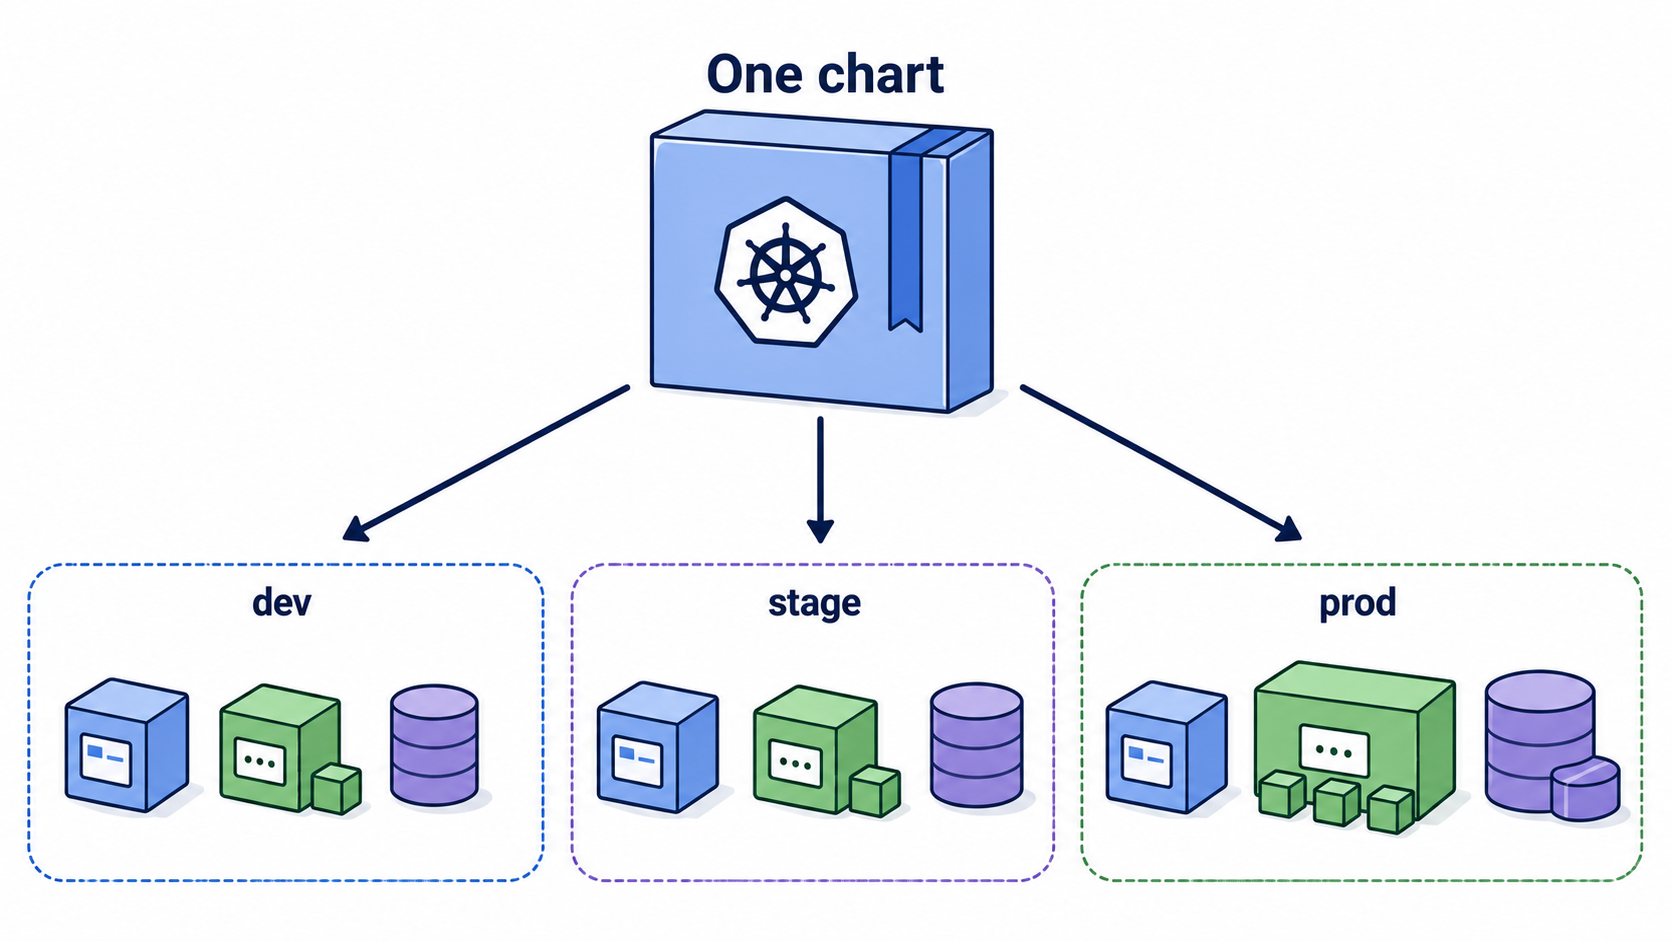 One chart
dev
stage
prod